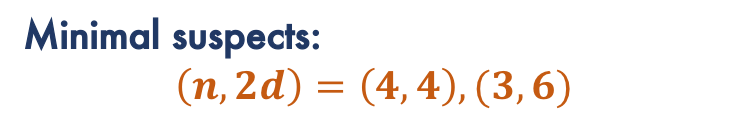 Minimal suspects:
(n, 2d) = (4, 4), (3, 6)